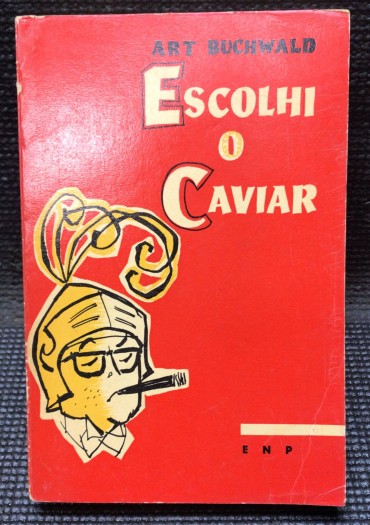 ART BUCHWALD
ESCOLHI
O
CAVIAR
ENP